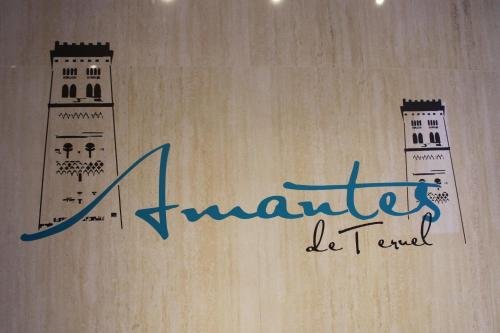 Amantes
de Teruel